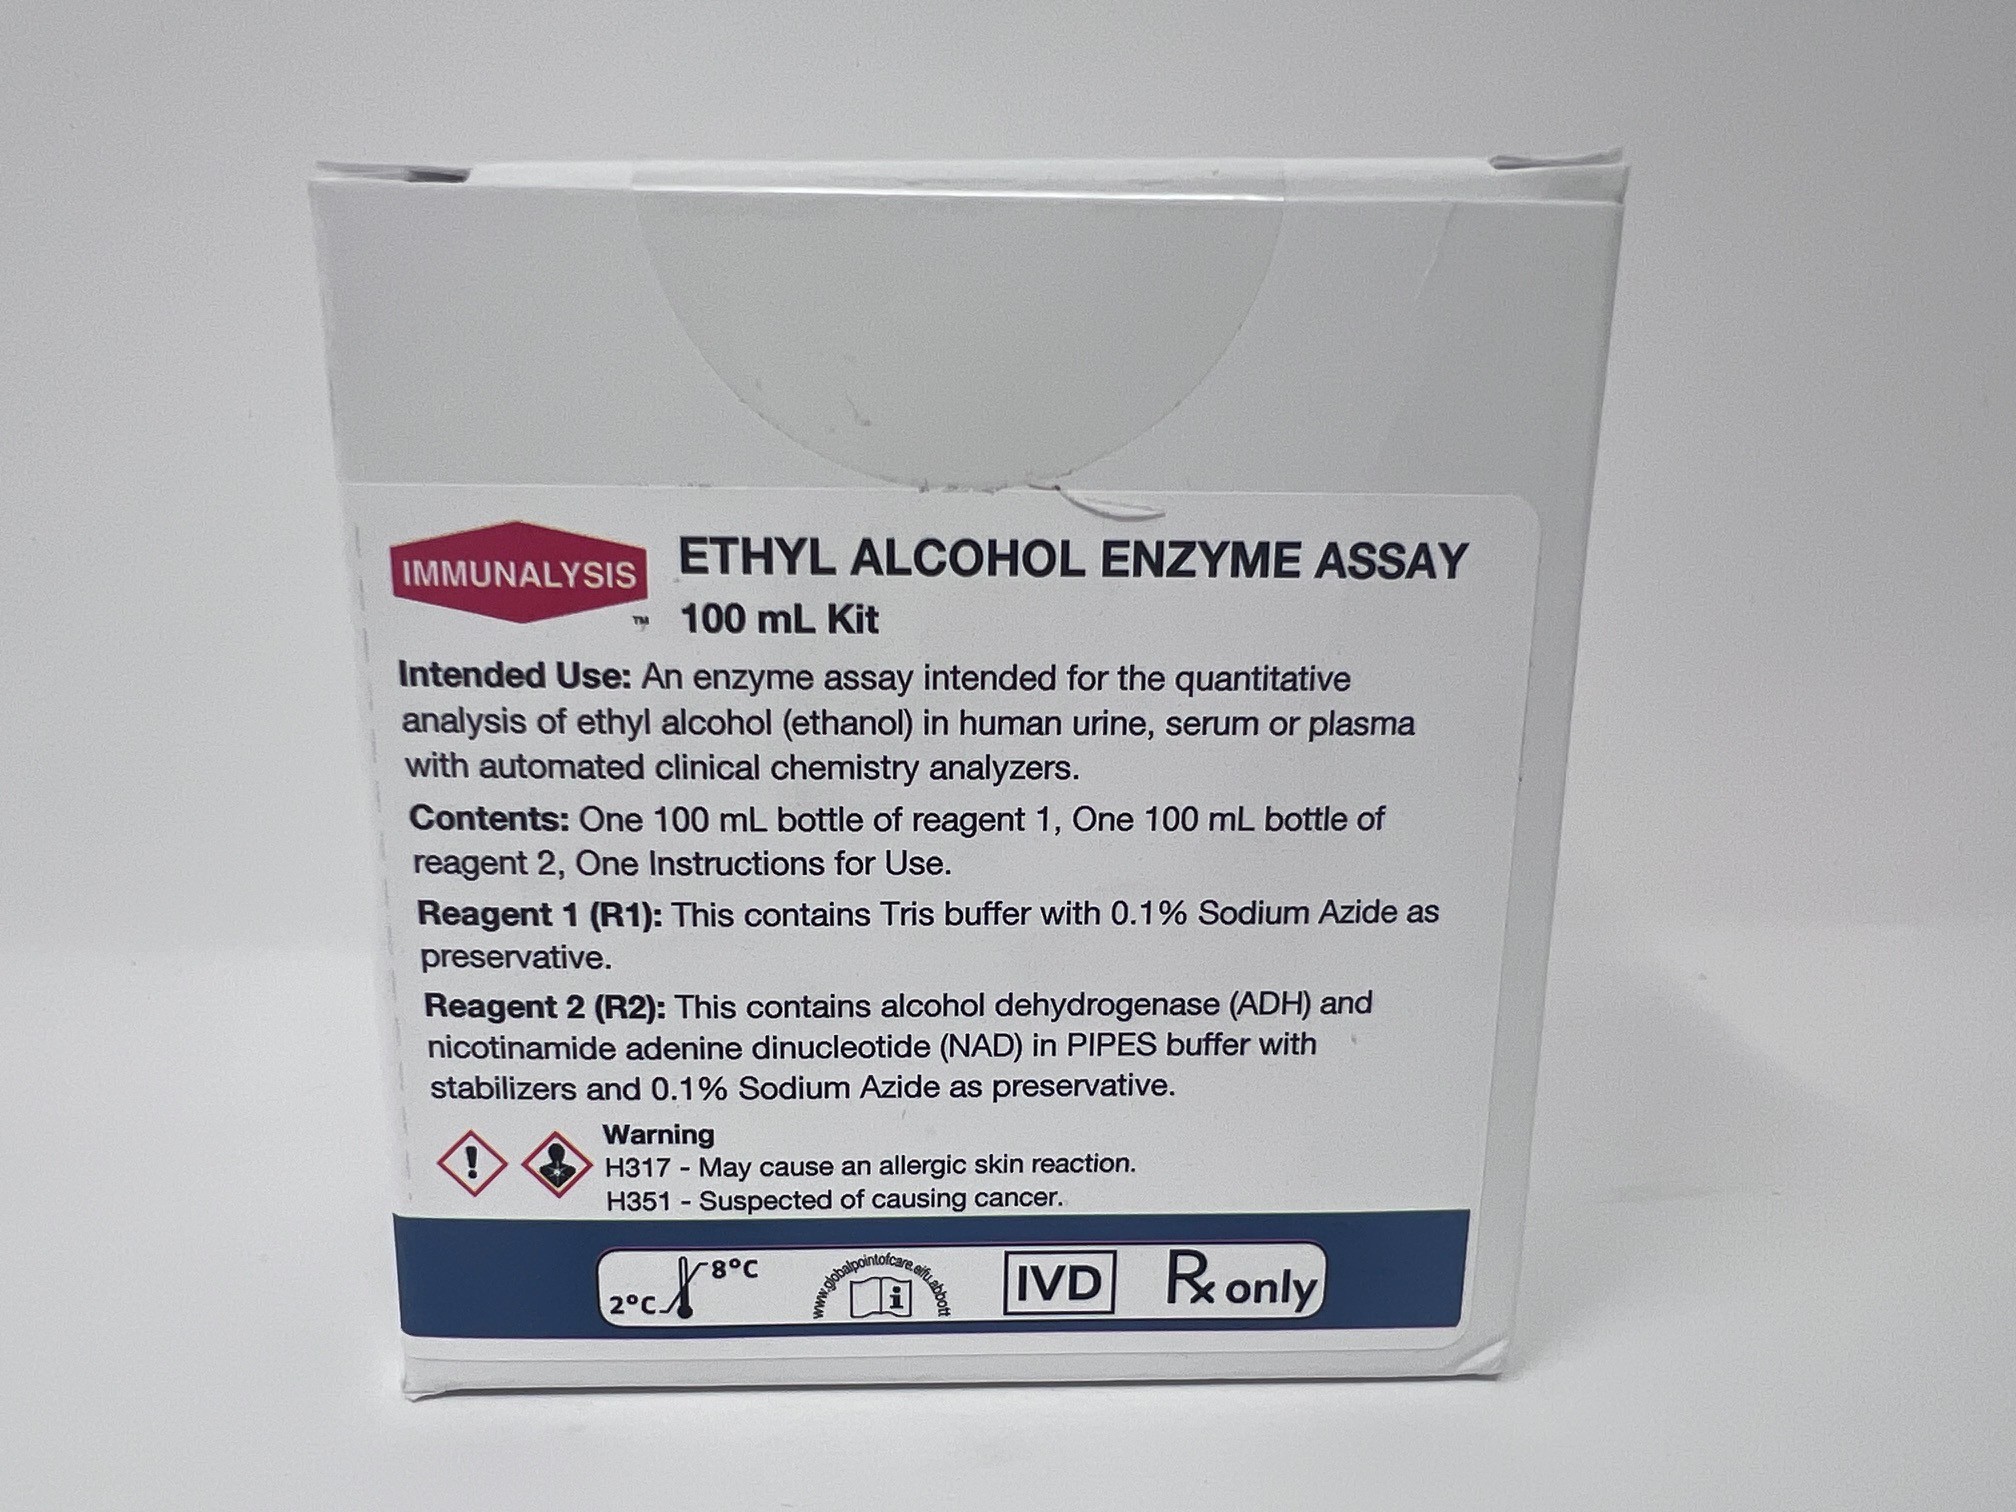 IMMUNALYSIS
TM
ETHYL ALCOHOL ENZYME ASSAY
100 mL Kit
Intended Use: An enzyme assay intended for the quantitative
analysis of ethyl alcohol (ethanol) in human urine, serum or plasma
with automated clinical chemistry analyzers.
Contents: One 100 mL bottle of reagent 1, One 100 mL bottle of
reagent 2, One Instructions for Use.
Reagent 1 (R1): This contains Tris buffer with 0.1% Sodium Azide as
preservative.
Reagent 2 (R2): This contains alcohol dehydrogenase (ADH) and
nicotinamide adenine dinucleotide (NAD) in PIPES buffer with
stabilizers and 0.1% Sodium Azide as preservative.
!
Warning
H317 - May cause an allergic skin reaction.
H351 - Suspected of causing cancer.
2°C
8°C
www.globalpointofcare.eifu.abbott
i
IVD
Rx only